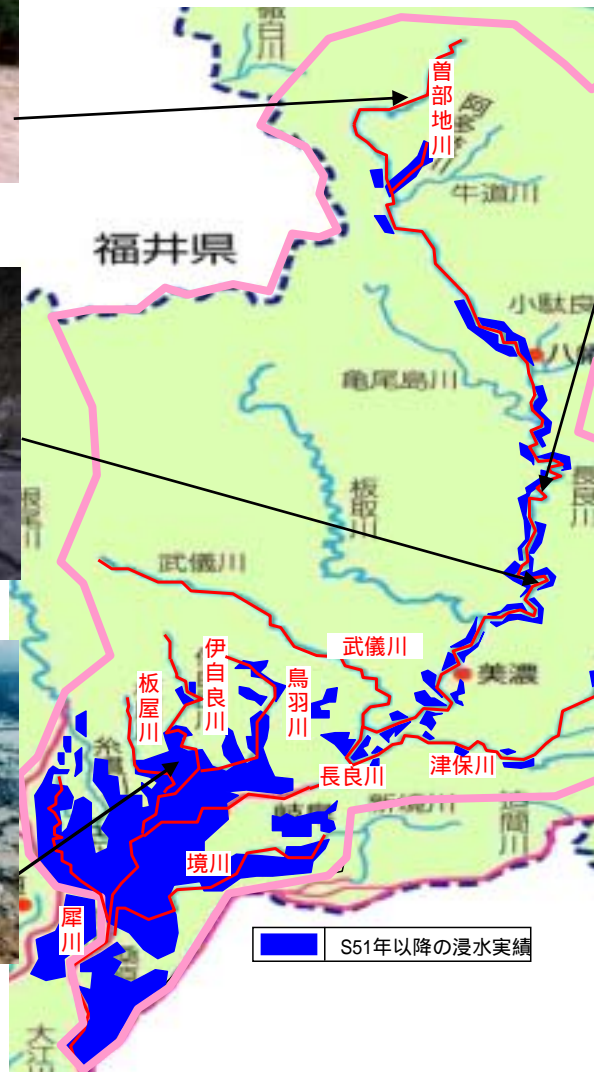 曽部地川
牛道川
福井県
小駄良
亀尾島川
長良川
板取川
武儀川
武儀川
伊自良川
鳥羽川
板屋川
美濃
長良川
津保川
境川
犀川
S51年以降の浸水実績
大江川